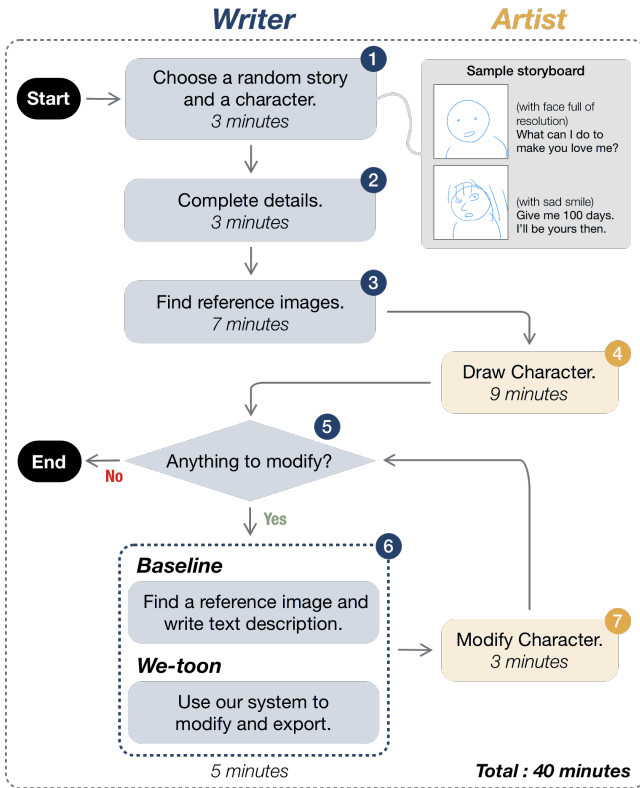 Writer
Artist
Start
1
Choose a random story
and a character.
3 minutes
Sample storyboard
(with face full of
resolution)
What can I do to
make you love me?
(with sad smile)
Give me 100 days.
I'll be yours then.
2
Complete details.
3 minutes
3
Find reference images.
7 minutes
4
Draw Character.
9 minutes
5
Anything to modify?
End
No
Yes
6
Baseline
Find a reference image and
write text description.
We-toon
Use our system to
modify and export.
5 minutes
7
Modify Character.
3 minutes
Total : 40 minutes